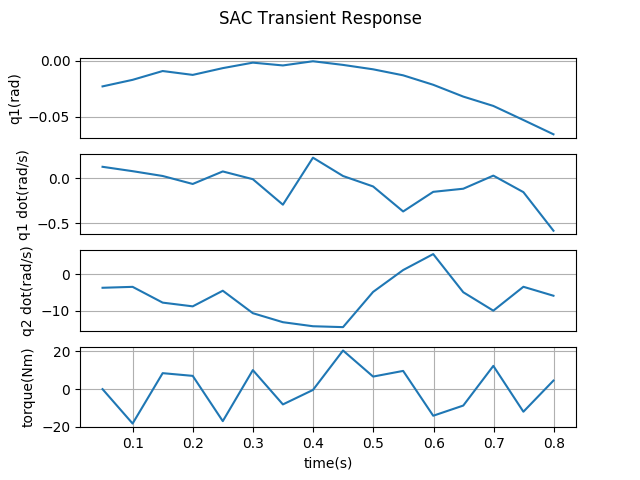 SAC Transient Response
0.00
−0.05
q1(rad)
0.0
−0.5
q1 dot(rad/s)
0
−10
q2 dot(rad/s)
20
0
−20
torque(Nm)
0.1 0.2 0.3 0.4 0.5 0.6 0.7 0.8
time(s)